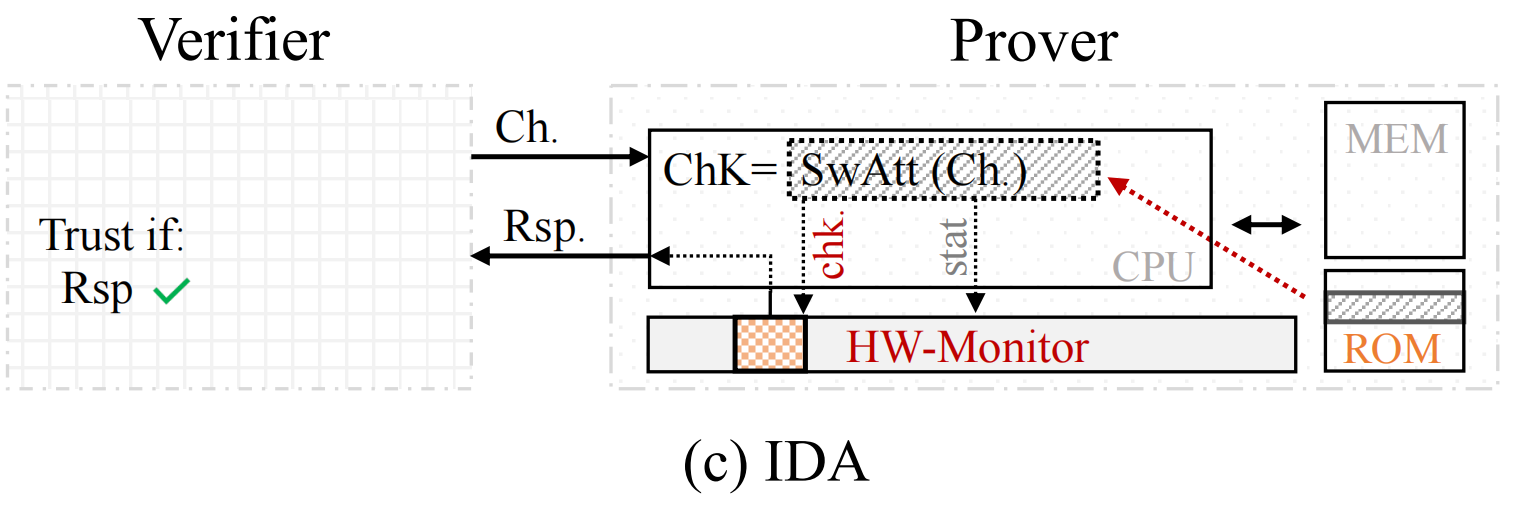 Verifier
Prover
Ch.
ChK= SwAtt (Ch.)
MEM
Rsp.
Trust if:
Rsp
chk.
stat
CPU
HW-Monitor
ROM
(c) IDA